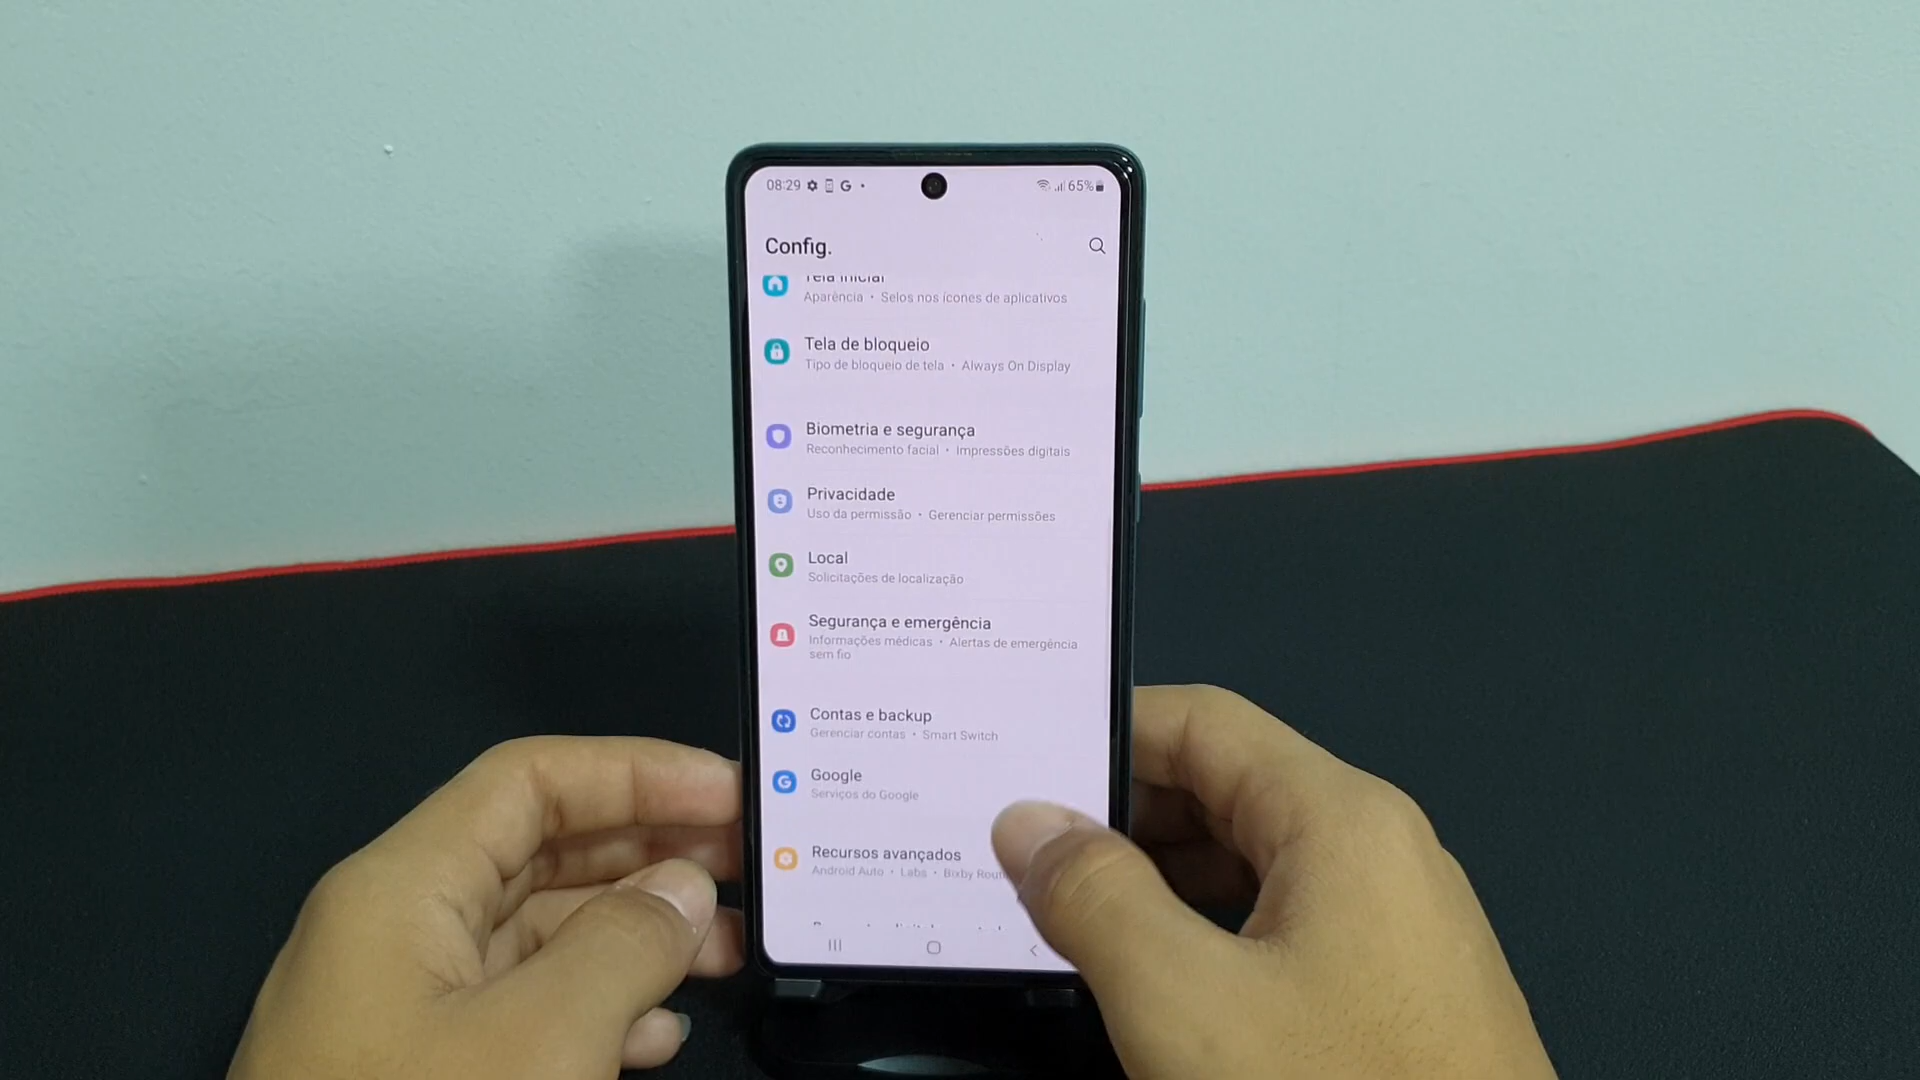 08:29 G 65%
Config.
Tela inicial
Aparência • Selos nos ícones de aplicativos
Tela de bloqueio
Tipo de bloqueio de tela • Always On Display
Biometria e segurança
Reconhecimento facial • Impressões digitais
Privacidade
Uso da permissão • Gerenciar permissões
Local
Solicitações de localização
Segurança e emergência
Informações médicas • Alertas de emergência
sem fio
Contas e backup
Gerenciar contas • Smart Switch
Google
Serviços do Google
Recursos avançados
Android Auto • Labs • Bixby